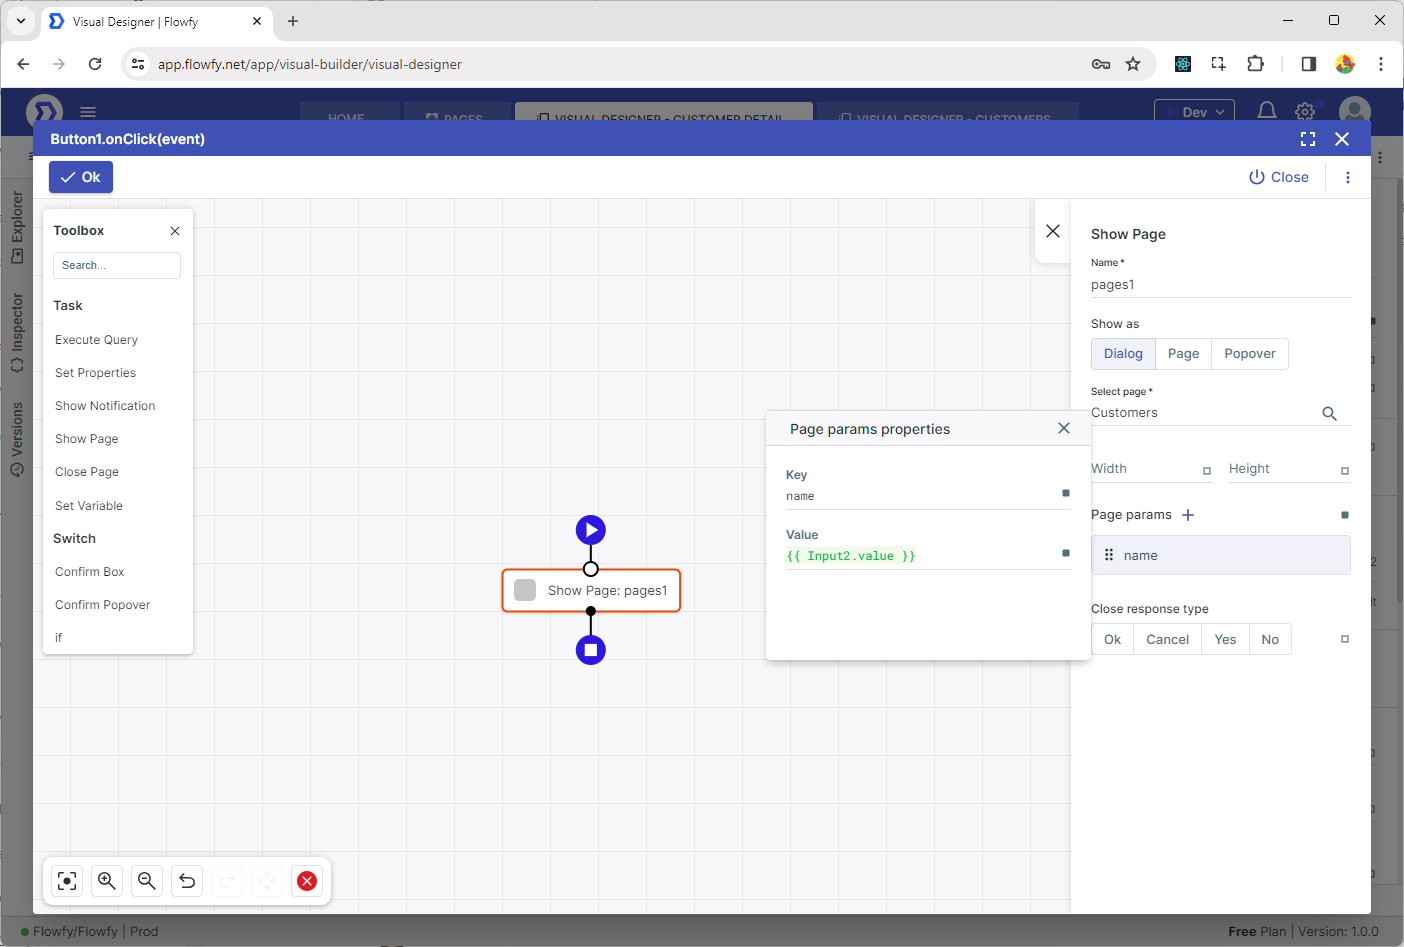 Visual Designer | Flowfy
app.flowfy.net/app/visual-builder/visual-designer
HOME
PAGES
VISUAL DESIGNER - CUSTOMER DETAIL
VISUAL DESIGNER - CUSTOMERS
Dev
Button1.onClick(event)
Ok
Close
Explorer
Inspector
Versions
Toolbox
Search...
Task
Execute Query
Set Properties
Show Notification
Show Page
Close Page
Set Variable
Switch
Confirm Box
Confirm Popover
if
Show Page: pages1
Page params properties
Key
name
Value
{{ Input2.value }}
Show Page
Name *
pages1
Show as
Dialog Page Popover
Select page *
Customers
Width Height
Page params
name
Close response type
Ok Cancel Yes No
Flowfy/Flowfy | Prod
Free Plan | Version: 1.0.0